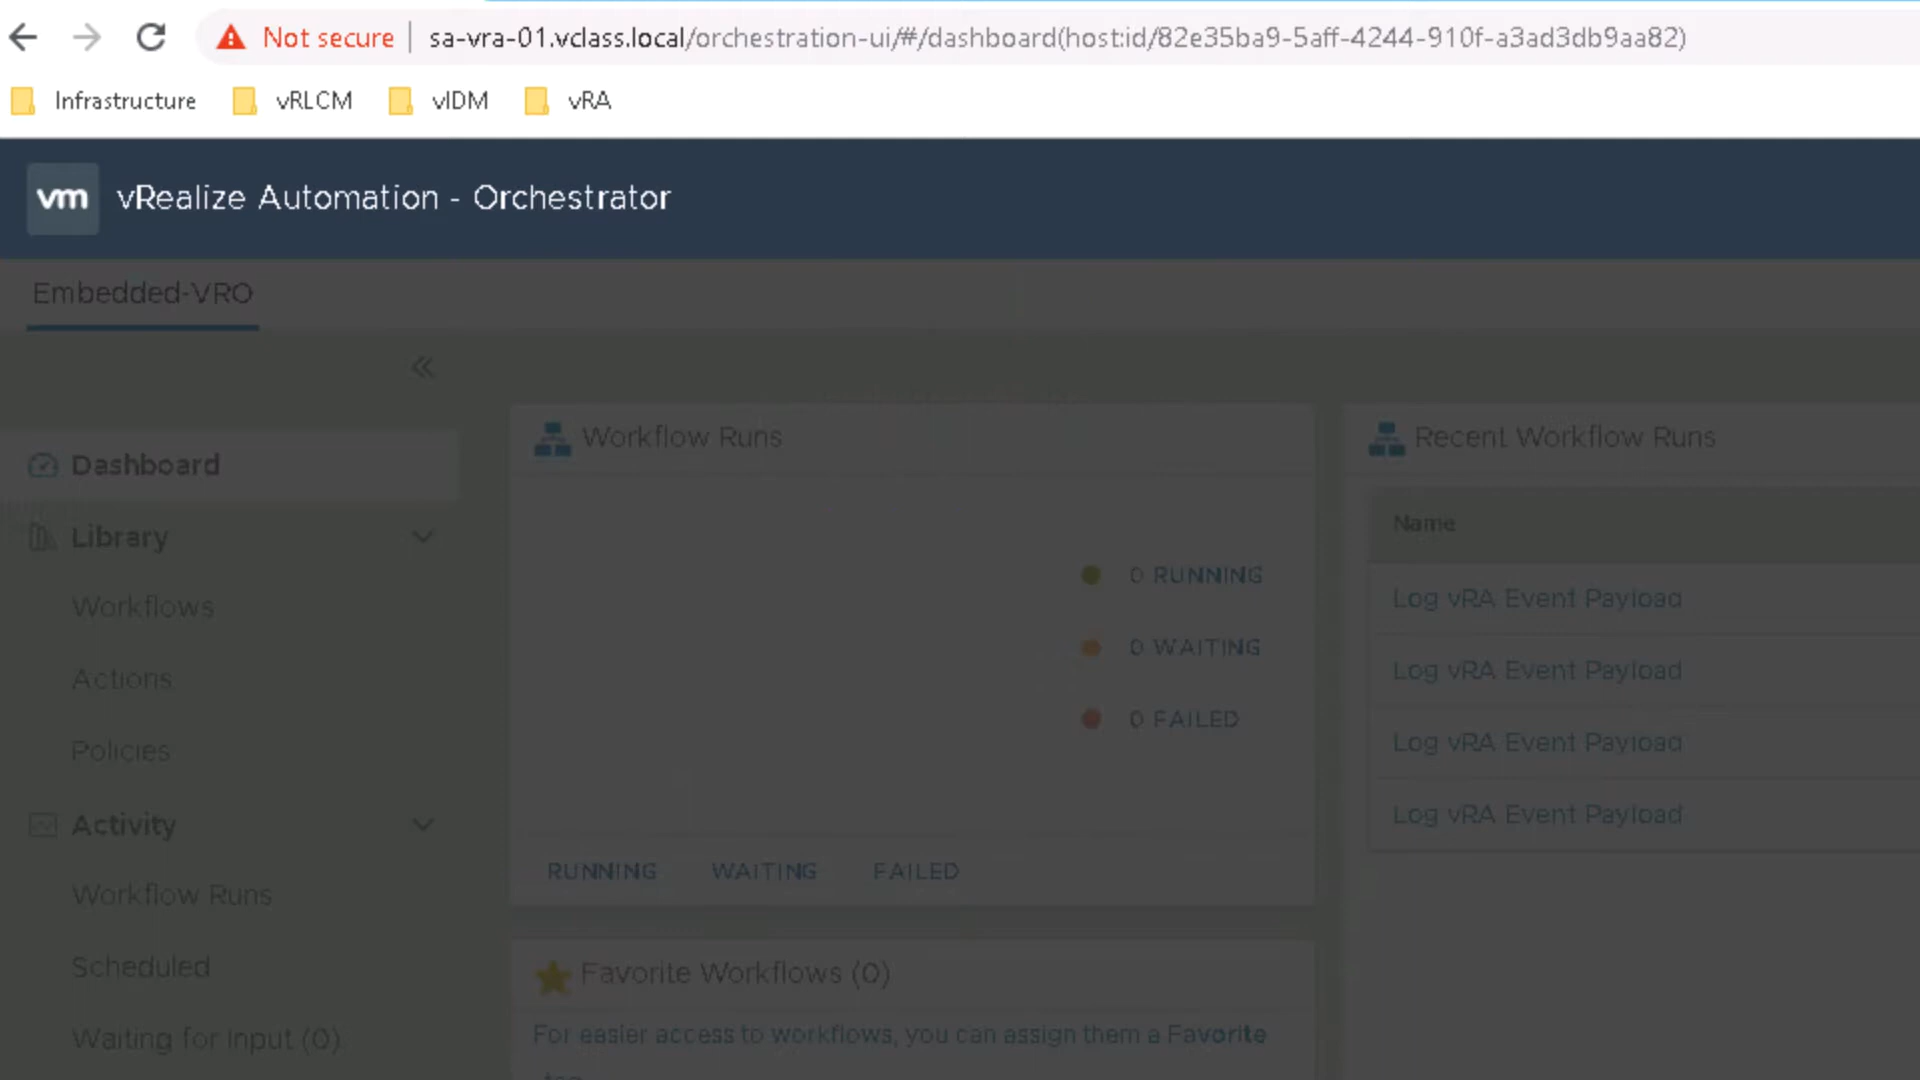 Not secure | sa-vra-01.vclass.local/orchestration-ui/#/dashboard(host:id/82e35ba9-5aff-4244-910f-a3ad3db9aa82)
Infrastructure vRLCM vIDM vRA
vm vRealize Automation - Orchestrator
Embedded-VRO
Dashboard
Library
Workflows
Actions
Policies
Activity
Workflow Runs
Scheduled
Waiting for Input (0)
Workflow Runs
0 RUNNING
0 WAITING
0 FAILED
RUNNING WAITING FAILED
Favorite Workflows (0)
For easier access to workflows, you can assign them a Favorite
Recent Workflow Runs
Name
Log vRA Event Payload
Log vRA Event Payload
Log vRA Event Payload
Log vRA Event Payload